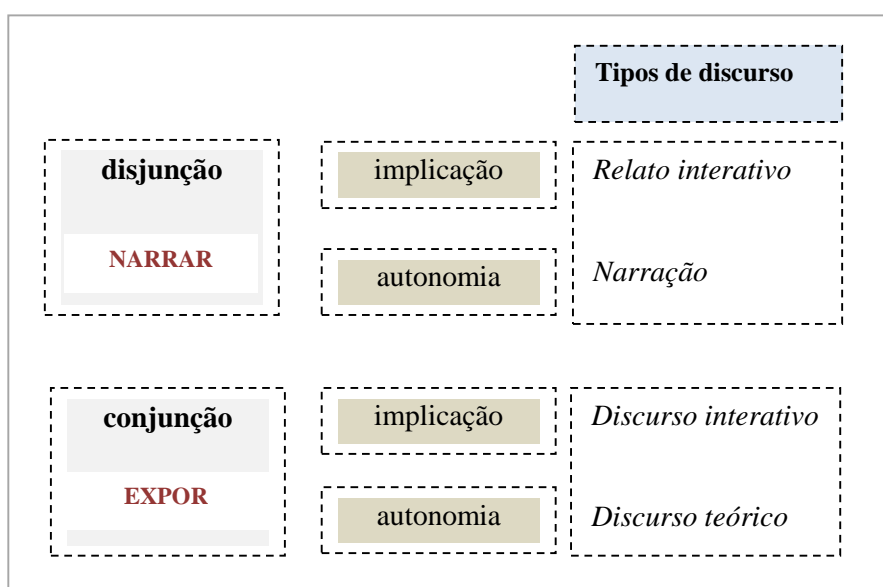 Tipos de discurso
disjunção
implicação
Relato interativo
NARRAR
autonomia
Narração
conjunção
implicação
Discurso interativo
EXPOR
autonomia
Discurso teórico